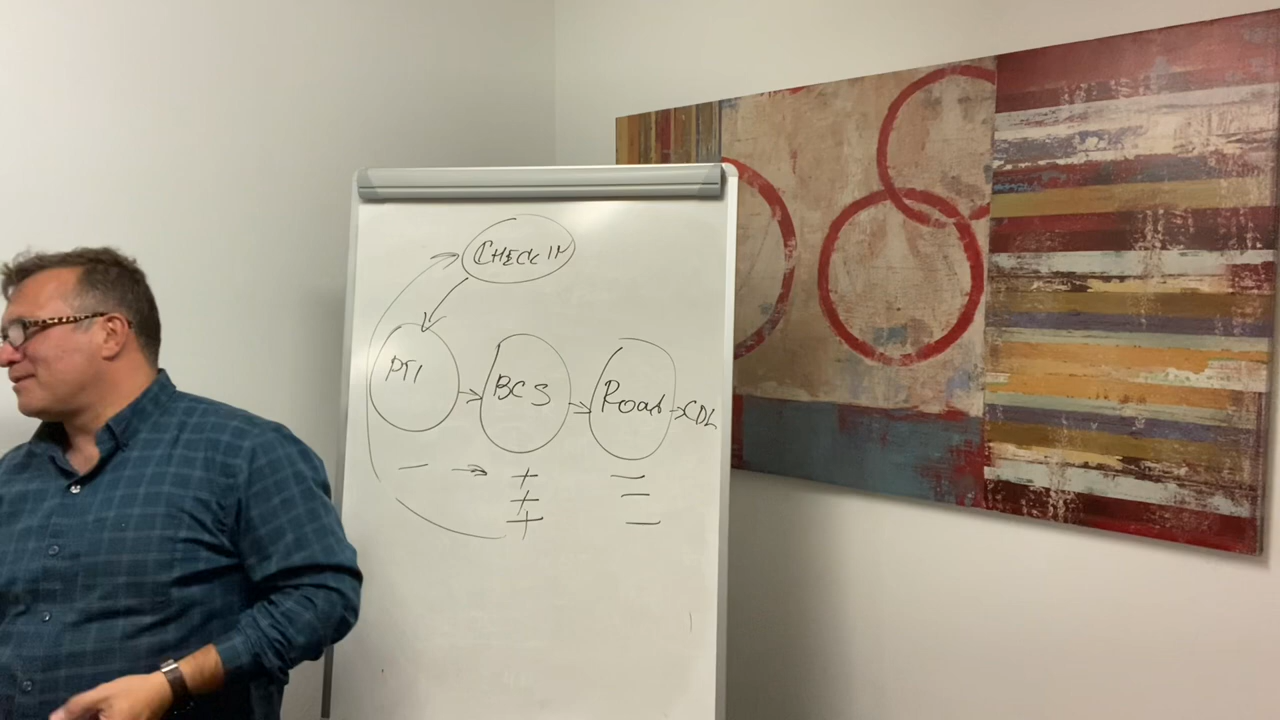 CHECK IN
PTI
BCS
Road
CDL
− → + −
+ −
+ −